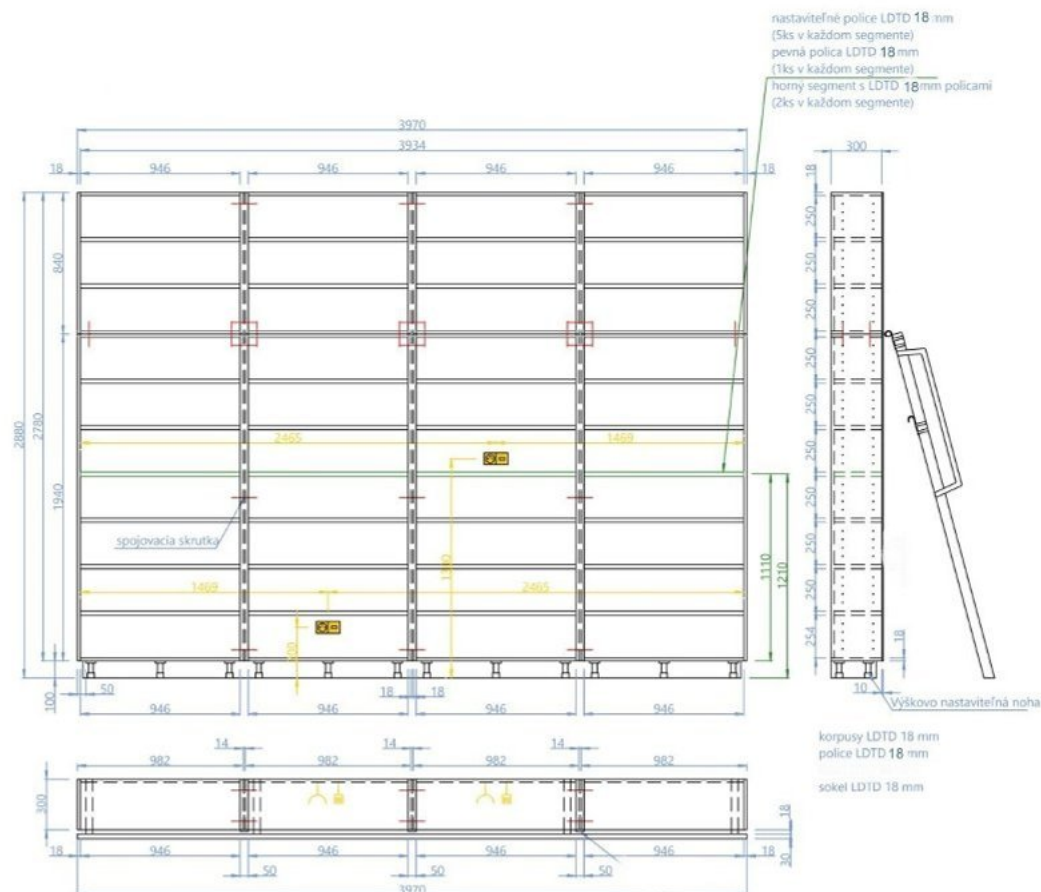 nastaviteľné police LDTD 18 mm
(5ks v každom segmente)
pevná polica LDTD 18 mm
(1ks v každom segmente)
horný segment s LDTD 18mm policami
(2ks v každom segmente)
3970
3934
300
18 946 946 946 946 18
18
250
250
250
250
250
250
250
250
254
18
840
1940
2780
2880
100
2465 1469
1110
1210
spojovacia skrutka
1469 2465
50
18 18
10
Výškovo nastaviteľná noha
946 946 946 946
korpusy LDTD 18 mm
police LDTD 18 mm
sokel LDTD 18 mm
14 14 14
982 982 982 982
300
18
30
18 946 946 946 946 18
50 50 50
3970